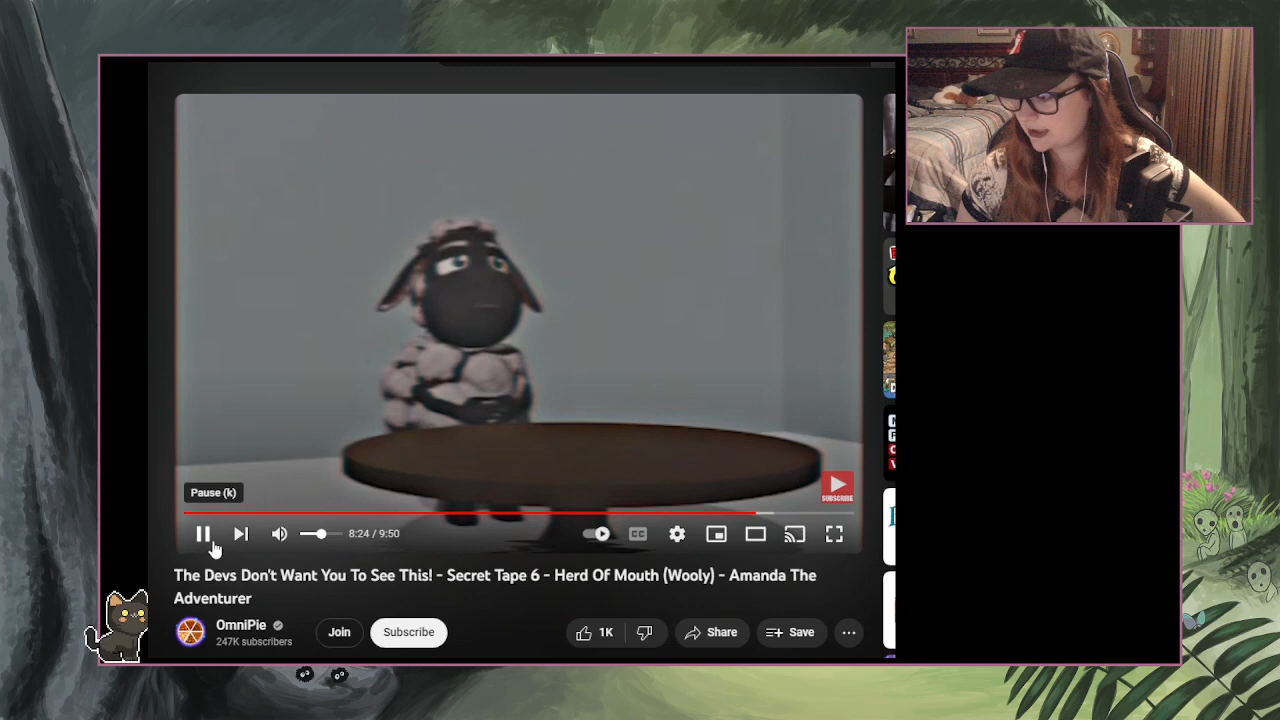 Pause (k)
SUBSCRIBE
8:24 / 9:50
CC
The Devs Don't Want You To See This! - Secret Tape 6 - Herd Of Mouth (Wooly) - Amanda The
Adventurer
OmniPie
247K subscribers
Join
Subscribe
1K
Share
Save